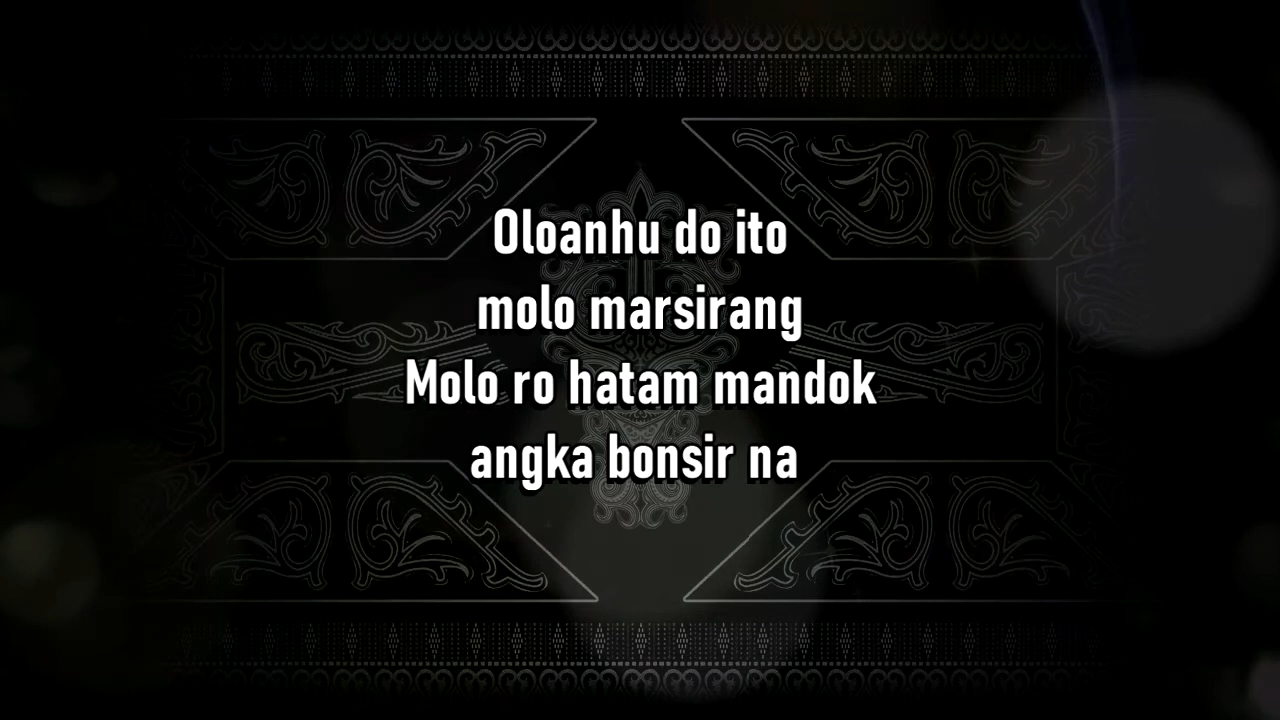 Oloanhu do ito
molo marsirang
Molo ro hatam mandok
angka bonsir na